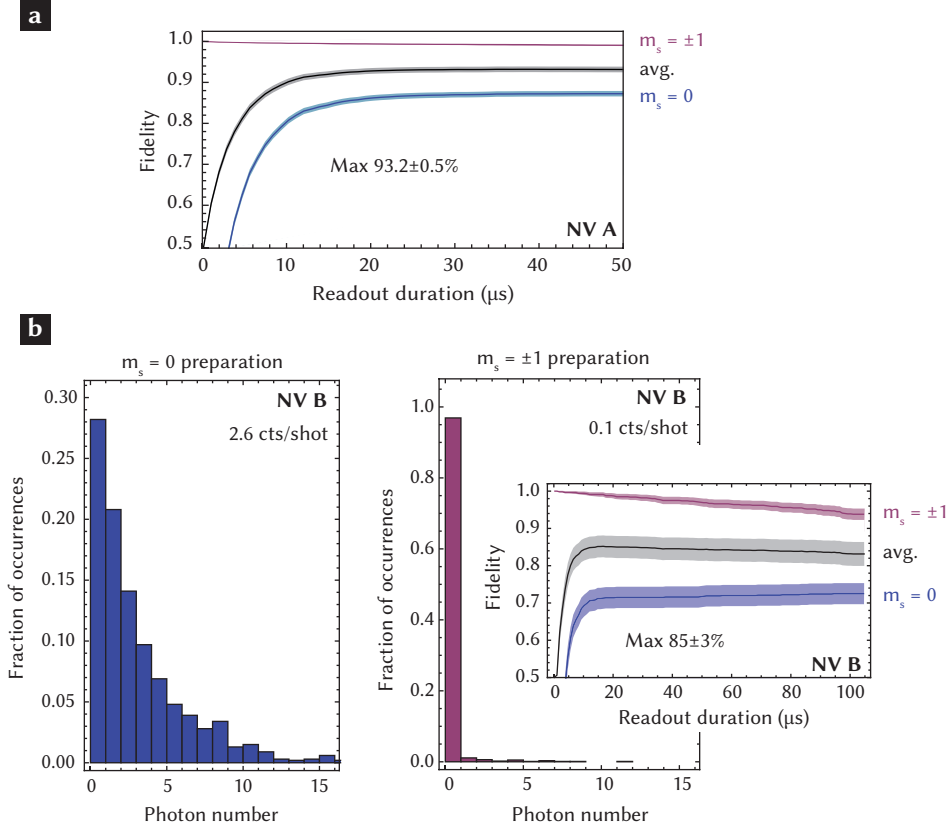 a
1.0
0.9
0.8
0.7
0.6
0.5
Fidelity
m_s = ±1
avg.
m_s = 0
Max 93.2±0.5%
NV A
0 10 20 30 40 50
Readout duration (µs)
b
m_s = 0 preparation
NV B
2.6 cts/shot
0.30
0.25
0.20
0.15
0.10
0.05
0.00
Fraction of occurrences
0 5 10 15
Photon number
m_s = ±1 preparation
NV B
0.1 cts/shot
1.0
0.8
0.6
0.4
0.2
0.0
Fraction of occurrences
0 5 10 15
Photon number
1.0
0.9
0.8
0.7
0.6
0.5
Fidelity
m_s = ±1
avg.
m_s = 0
Max 85±3%
NV B
0 20 40 60 80 100
Readout duration (µs)